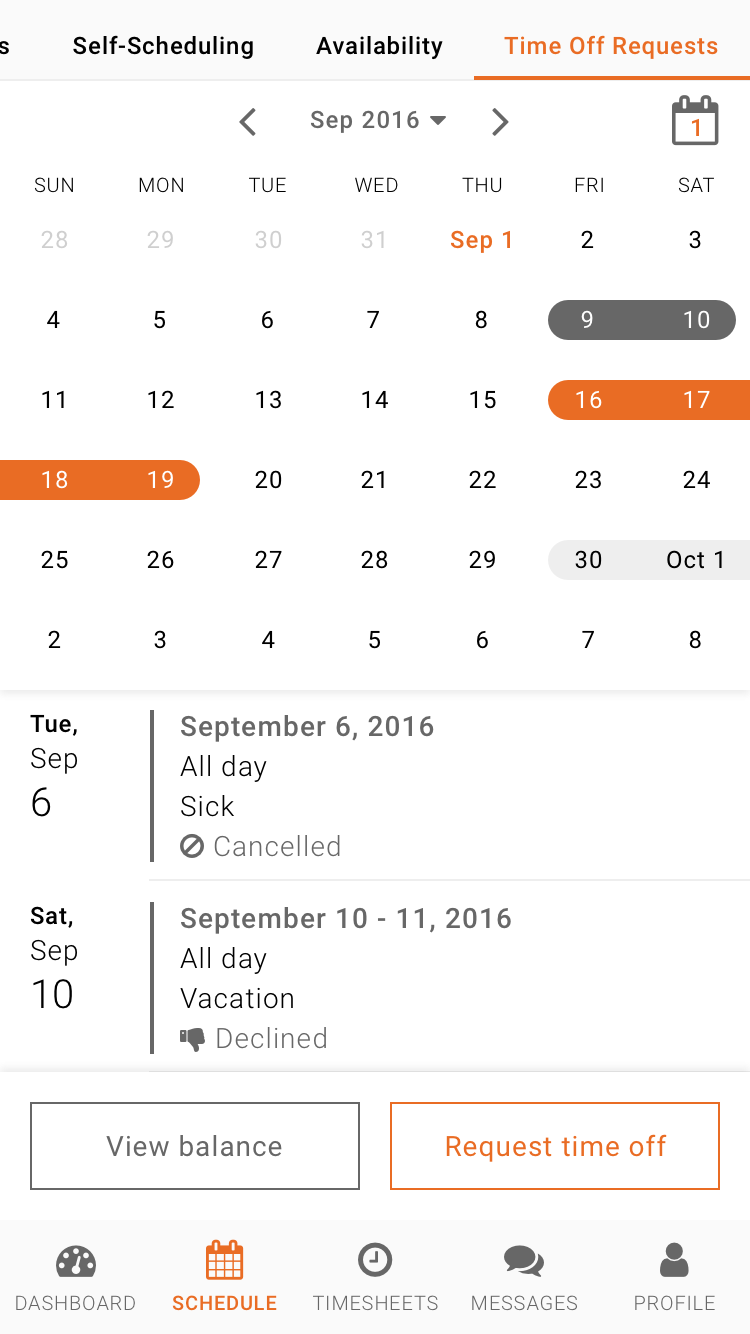 s Self-Scheduling Availability Time Off Requests
Sep 2016 1
SUN MON TUE WED THU FRI SAT
28 29 30 31 Sep 1 2 3
4 5 6 7 8 9 10
11 12 13 14 15 16 17
18 19 20 21 22 23 24
25 26 27 28 29 30 Oct 1
2 3 4 5 6 7 8
Tue,
Sep
6
September 6, 2016
All day
Sick
Cancelled
Sat,
Sep
10
September 10 - 11, 2016
All day
Vacation
Declined
View balance Request time off
DASHBOARD SCHEDULE TIMESHEETS MESSAGES PROFILE